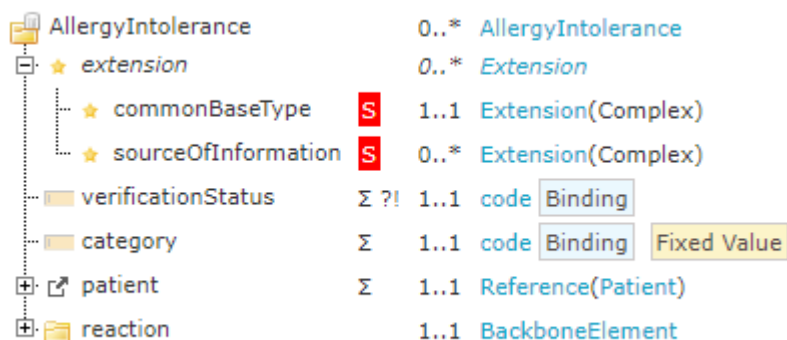 AllergyIntolerance 0..* AllergyIntolerance
extension 0..* Extension
commonBaseType S 1..1 Extension(Complex)
sourceOfInformation S 0..* Extension(Complex)
verificationStatus Σ ?! 1..1 code Binding
category Σ 1..1 code Binding Fixed Value
patient Σ 1..1 Reference(Patient)
reaction 1..1 BackboneElement